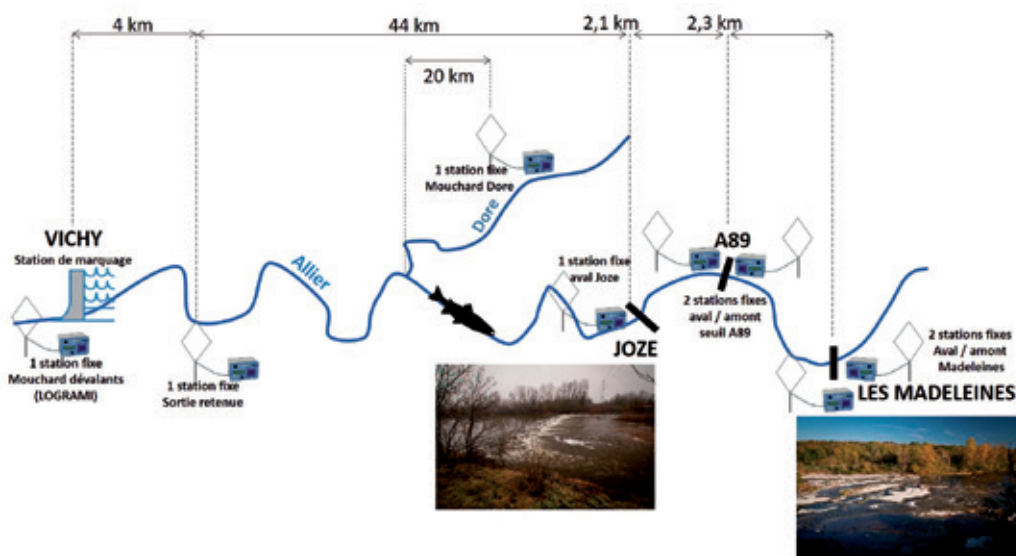 4 km
44 km
2,1 km
2,3 km
20 km
1 station fixe
Mouchard Dore
Dore
VICHY
Station de marquage
Allier
1 station fixe
aval Joze
A89
2 stations fixes
aval / amont
seuil A89
JOZE
2 stations fixes
Aval / amont
Madeleines
1 station fixe
Mouchard dévalants
(LOGRAMI)
1 station fixe
Sortie retenue
LES MADELEINES